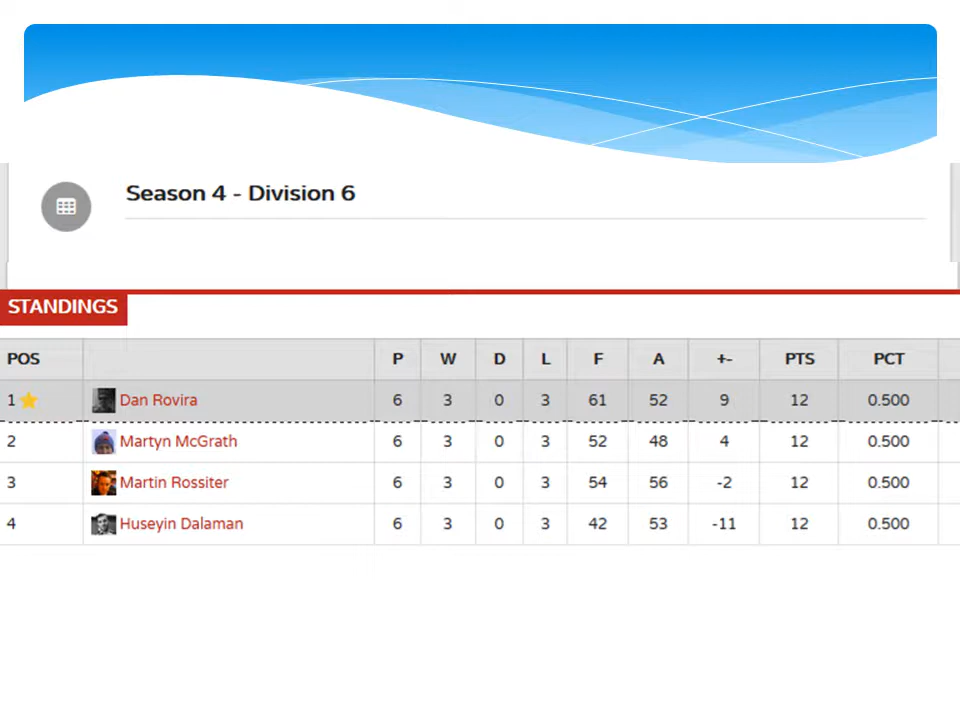 Season 4 - Division 6
STANDINGS
POS P W D L F A +- PTS PCT
1 Dan Rovira 6 3 0 3 61 52 9 12 0.500
2 Martyn McGrath 6 3 0 3 52 48 4 12 0.500
3 Martin Rossiter 6 3 0 3 54 56 -2 12 0.500
4 Huseyin Dalaman 6 3 0 3 42 53 -11 12 0.500